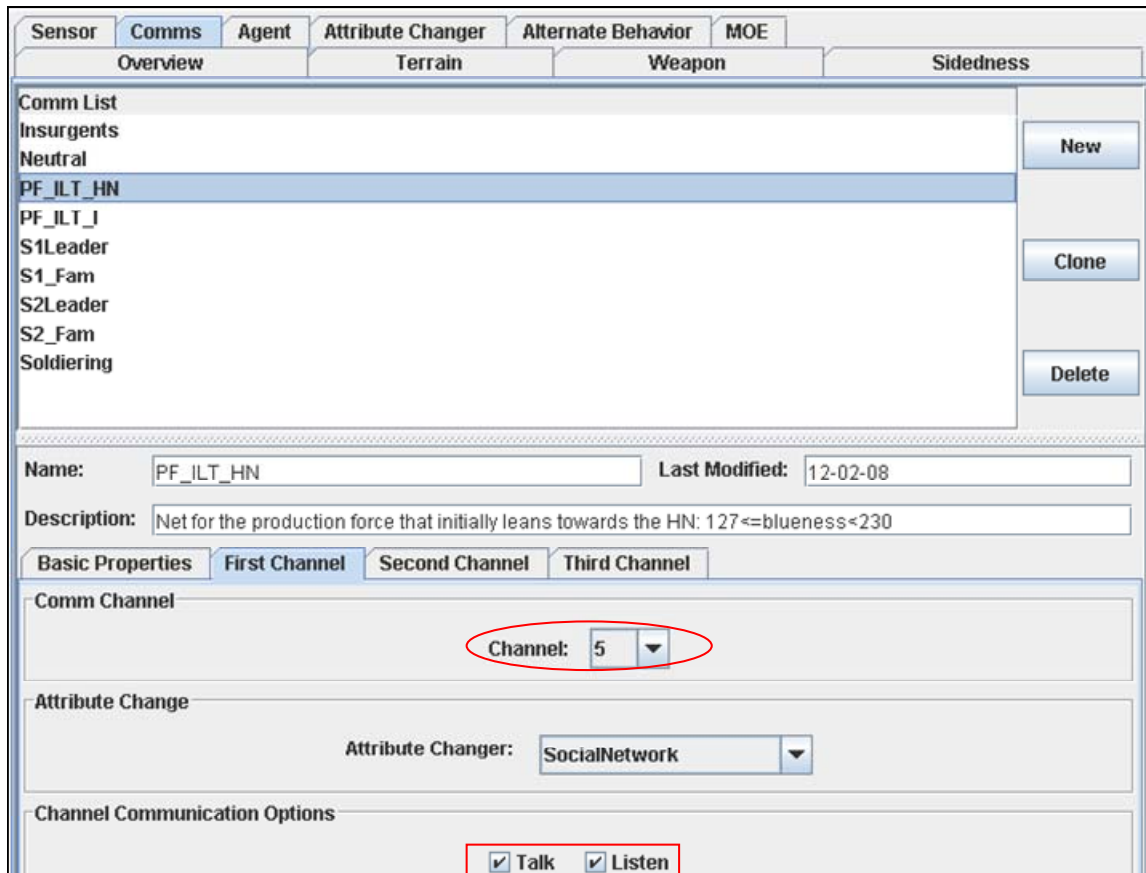 Sensor Comms Agent Attribute Changer Alternate Behavior MOE
Overview Terrain Weapon Sidedness
Comm List
Insurgents
Neutral
New
PF_ILT_HN
PF_ILT_I
S1Leader
Clone
S1_Fam
S2Leader
S2_Fam
Soldiering
Delete
Name: PF_ILT_HN Last Modified: 12-02-08
Description: Net for the production force that initially leans towards the HN: 127<=blueness<230
Basic Properties First Channel Second Channel Third Channel
Comm Channel
Channel: 5
Attribute Change
Attribute Changer: SocialNetwork
Channel Communication Options
Talk Listen